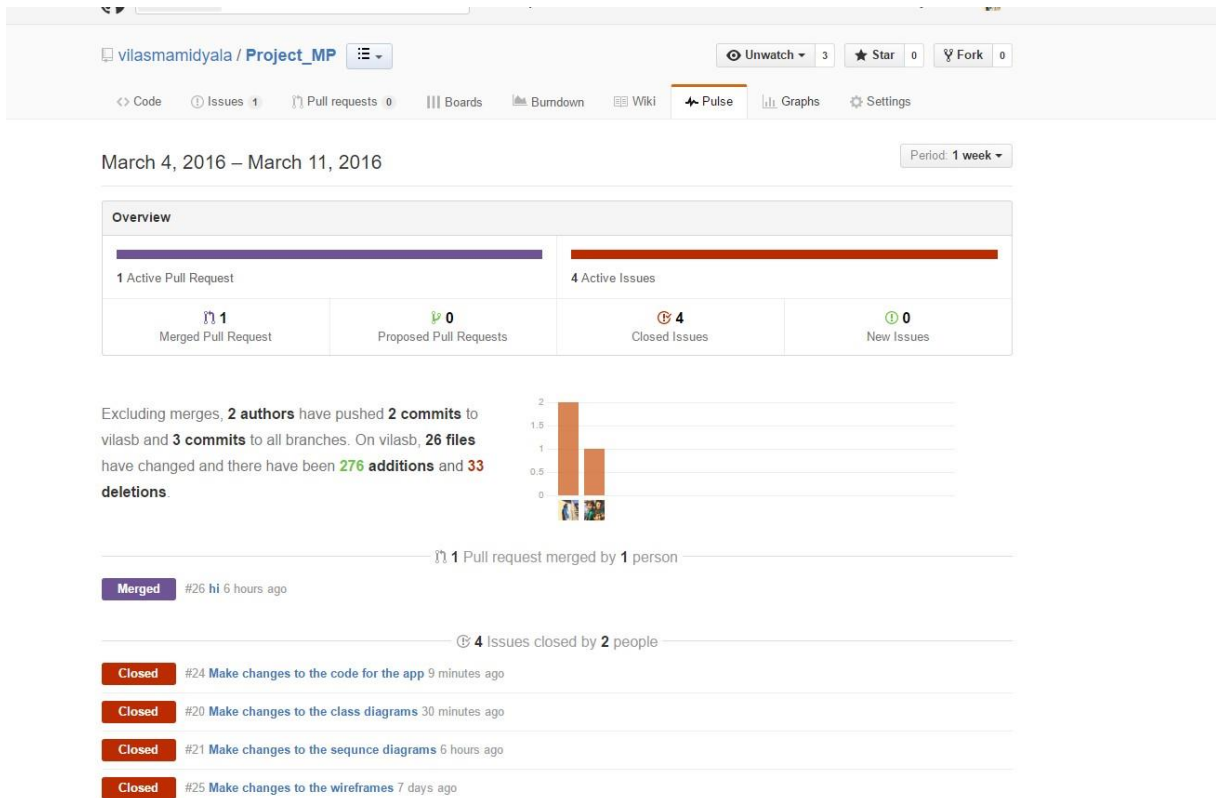 vilasmamidyala / Project_MP
Unwatch 3 Star 0 Fork 0
Code Issues 1 Pull requests 0 Boards Burndown Wiki Pulse Graphs Settings
March 4, 2016 – March 11, 2016
Period: 1 week
Overview
1 Active Pull Request 4 Active Issues
1 0 4 0
Merged Pull Request Proposed Pull Requests Closed Issues New Issues
Excluding merges, 2 authors have pushed 2 commits to
vilasb and 3 commits to all branches. On vilasb, 26 files
have changed and there have been 276 additions and 33
deletions.
2
1.5
1
0.5
0
1 Pull request merged by 1 person
Merged #26 hi 6 hours ago
4 Issues closed by 2 people
Closed #24 Make changes to the code for the app 9 minutes ago
Closed #20 Make changes to the class diagrams 30 minutes ago
Closed #21 Make changes to the sequnce diagrams 6 hours ago
Closed #25 Make changes to the wireframes 7 days ago